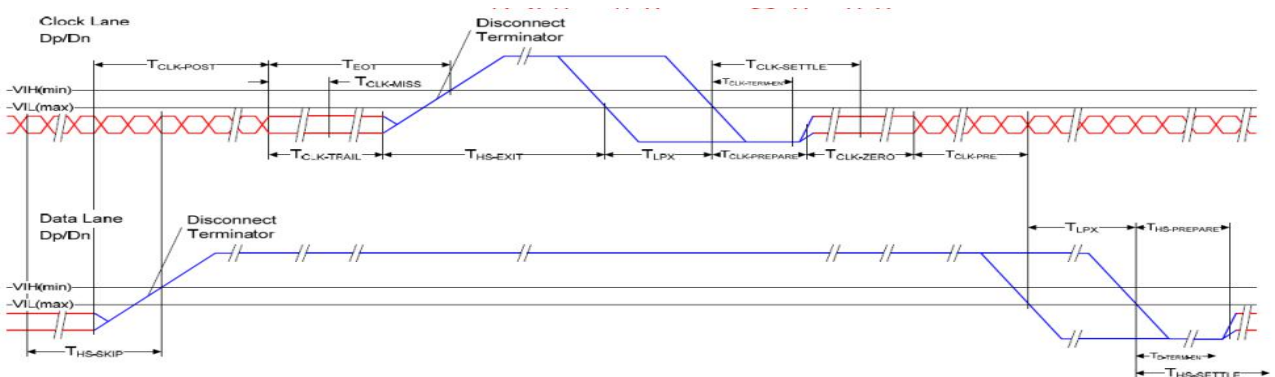 Clock Lane
Dp/Dn
Disconnect
Terminator
TCLK-POST
TEOT
TCLK-SETTLE
TCLK-MISS
TCLK-TERM-EN
VIH(min)
VIL(max)
TCLK-TRAIL
THS-EXIT
TLPX
TCLK-PREPARE
TCLK-ZERO
TCLK-PRE
Data Lane
Dp/Dn
Disconnect
Terminator
TLPX
THS-PREPARE
VIH(min)
VIL(max)
THS-SKIP
TD-TERM-EN
THS-SETTLE